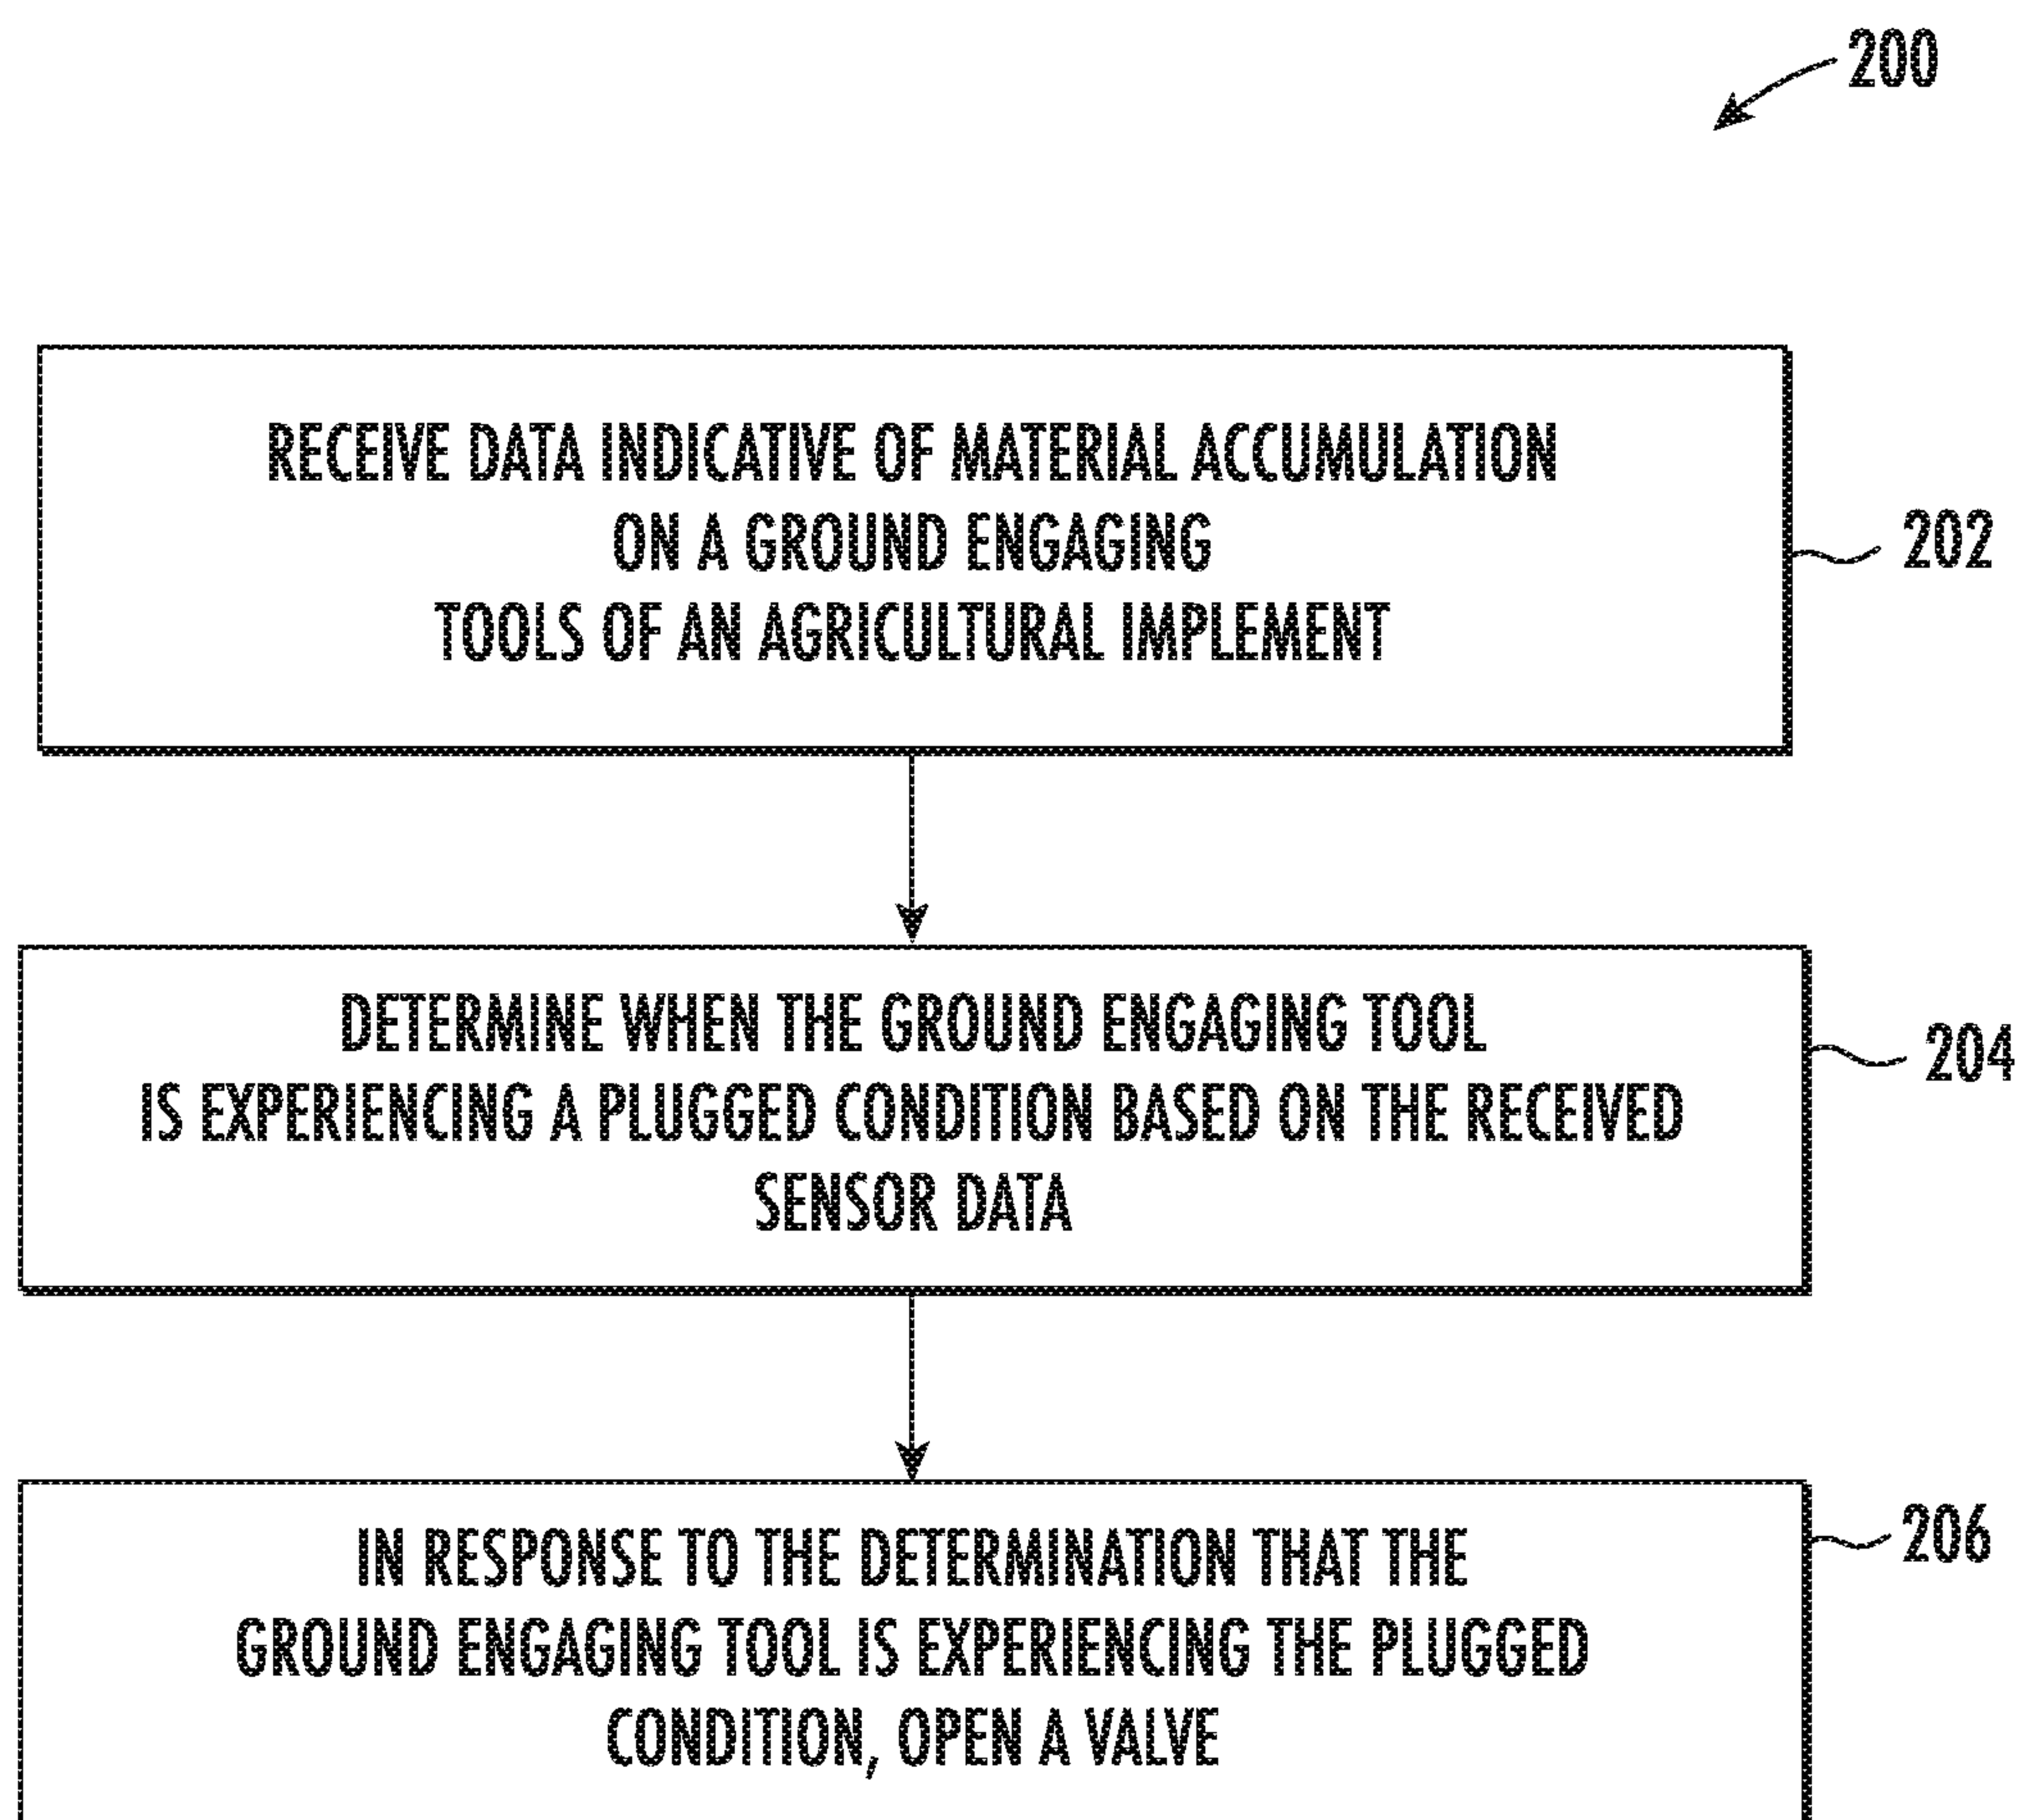 200
RECEIVE DATA INDICATIVE OF MATERIAL ACCUMULATION
ON A GROUND ENGAGING
TOOLS OF AN AGRICULTURAL IMPLEMENT
202
DETERMINE WHEN THE GROUND ENGAGING TOOL
IS EXPERIENCING A PLUGGED CONDITION BASED ON THE RECEIVED
SENSOR DATA
204
IN RESPONSE TO THE DETERMINATION THAT THE
GROUND ENGAGING TOOL IS EXPERIENCING THE PLUGGED
CONDITION, OPEN A VALVE
206